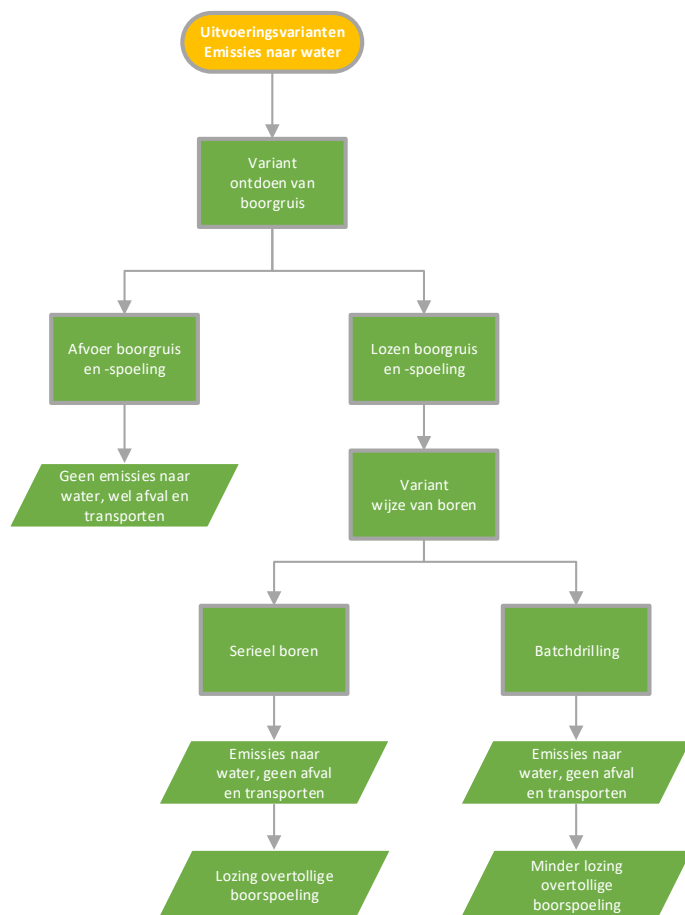 Uitvoeringsvarianten
Emissies naar water
Variant
ontdoen van
boorgruis
Afvoer boorgruis
en -spoeling
Lozen boorgruis
en -spoeling
Geen emissies naar
water, wel afval en
transporten
Variant
wijze van boren
Serieel boren
Batchdrilling
Emissies naar
water, geen afval
en transporten
Emissies naar
water, geen afval
en transporten
Lozing overtollige
boorspoeling
Minder lozing
overtollige
boorspoeling